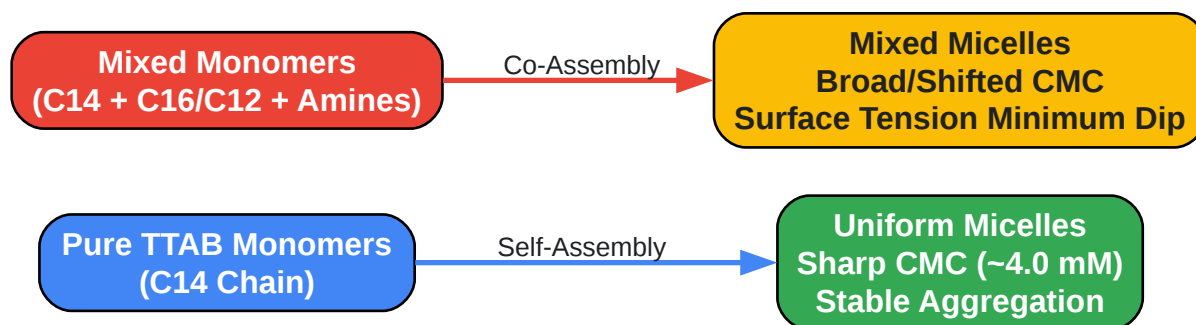 Mixed Monomers
(C14 + C16/C12 + Amines)
Co-Assembly
Mixed Micelles
Broad/Shifted CMC
Surface Tension Minimum Dip
Pure TTAB Monomers
(C14 Chain)
Self-Assembly
Uniform Micelles
Sharp CMC (~4.0 mM)
Stable Aggregation